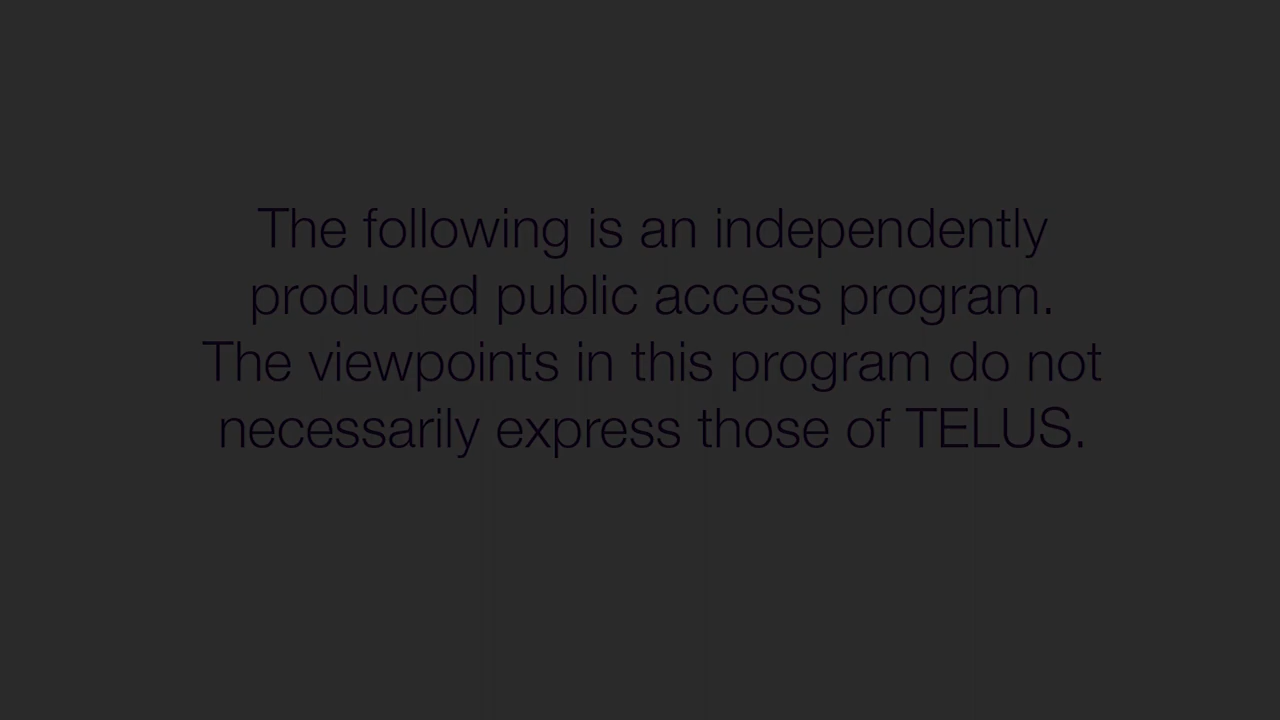 The following is an independently
produced public access program.
The viewpoints in this program do not
necessarily express those of TELUS.